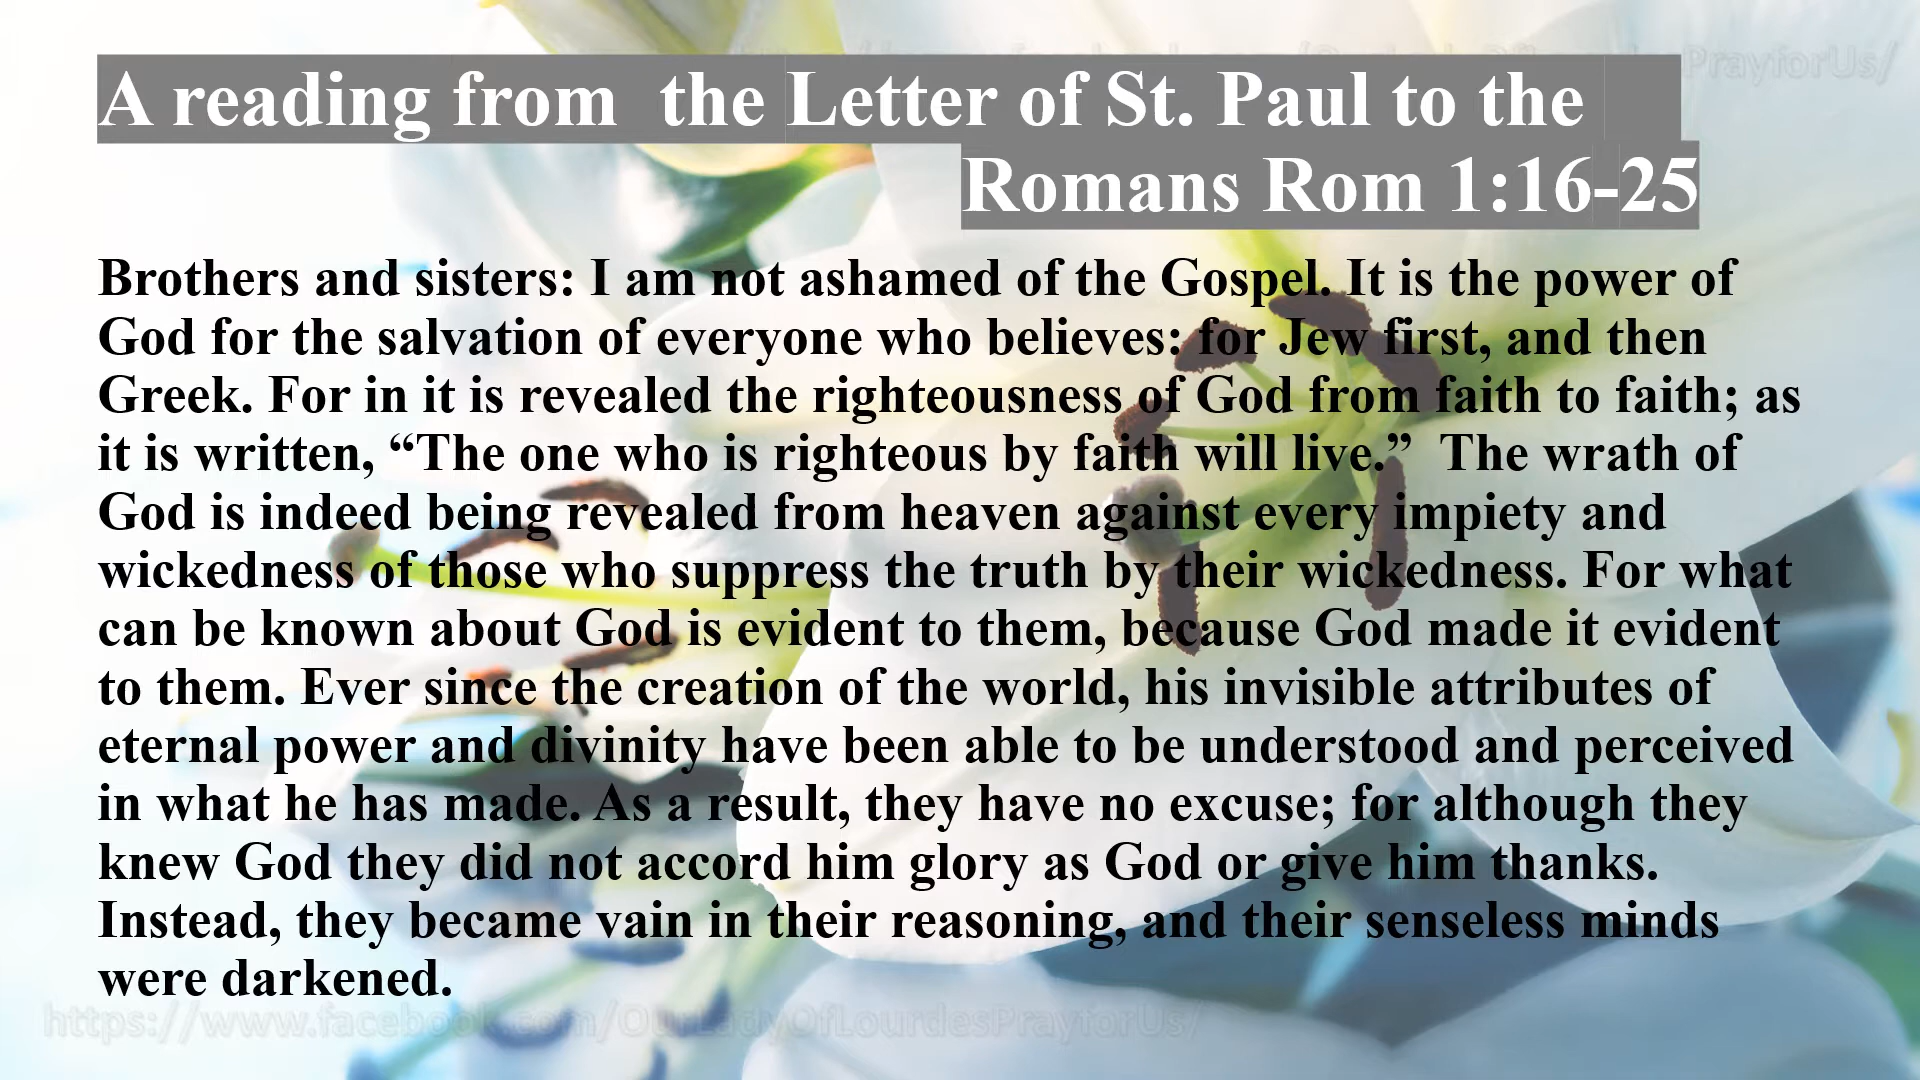 PrayforUs/
A reading from  the Letter of St. Paul to the
Romans Rom 1:16-25
Brothers and sisters: I am not ashamed of the Gospel. It is the power of
God for the salvation of everyone who believes: for Jew first, and then
Greek. For in it is revealed the righteousness of God from faith to faith; as
it is written, “The one who is righteous by faith will live.”  The wrath of
God is indeed being revealed from heaven against every impiety and
wickedness of those who suppress the truth by their wickedness. For what
can be known about God is evident to them, because God made it evident
to them. Ever since the creation of the world, his invisible attributes of
eternal power and divinity have been able to be understood and perceived
in what he has made. As a result, they have no excuse; for although they
knew God they did not accord him glory as God or give him thanks.
Instead, they became vain in their reasoning, and their senseless minds
were darkened.
https://www.facebook.com/OurLadyOfLourdesPrayforUs/